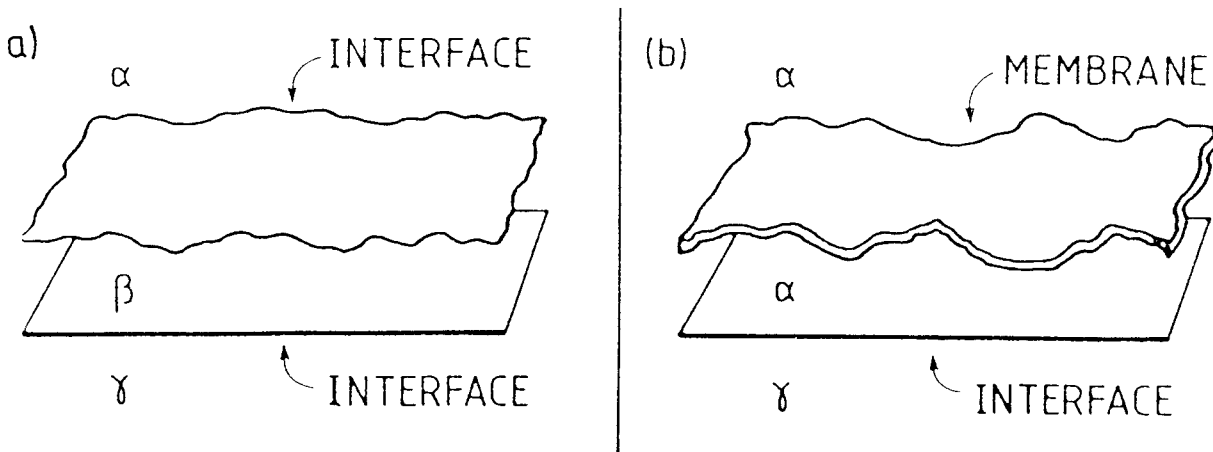 a)
INTERFACE
α
β
INTERFACE
γ
(b)
α
MEMBRANE
α
INTERFACE
γ